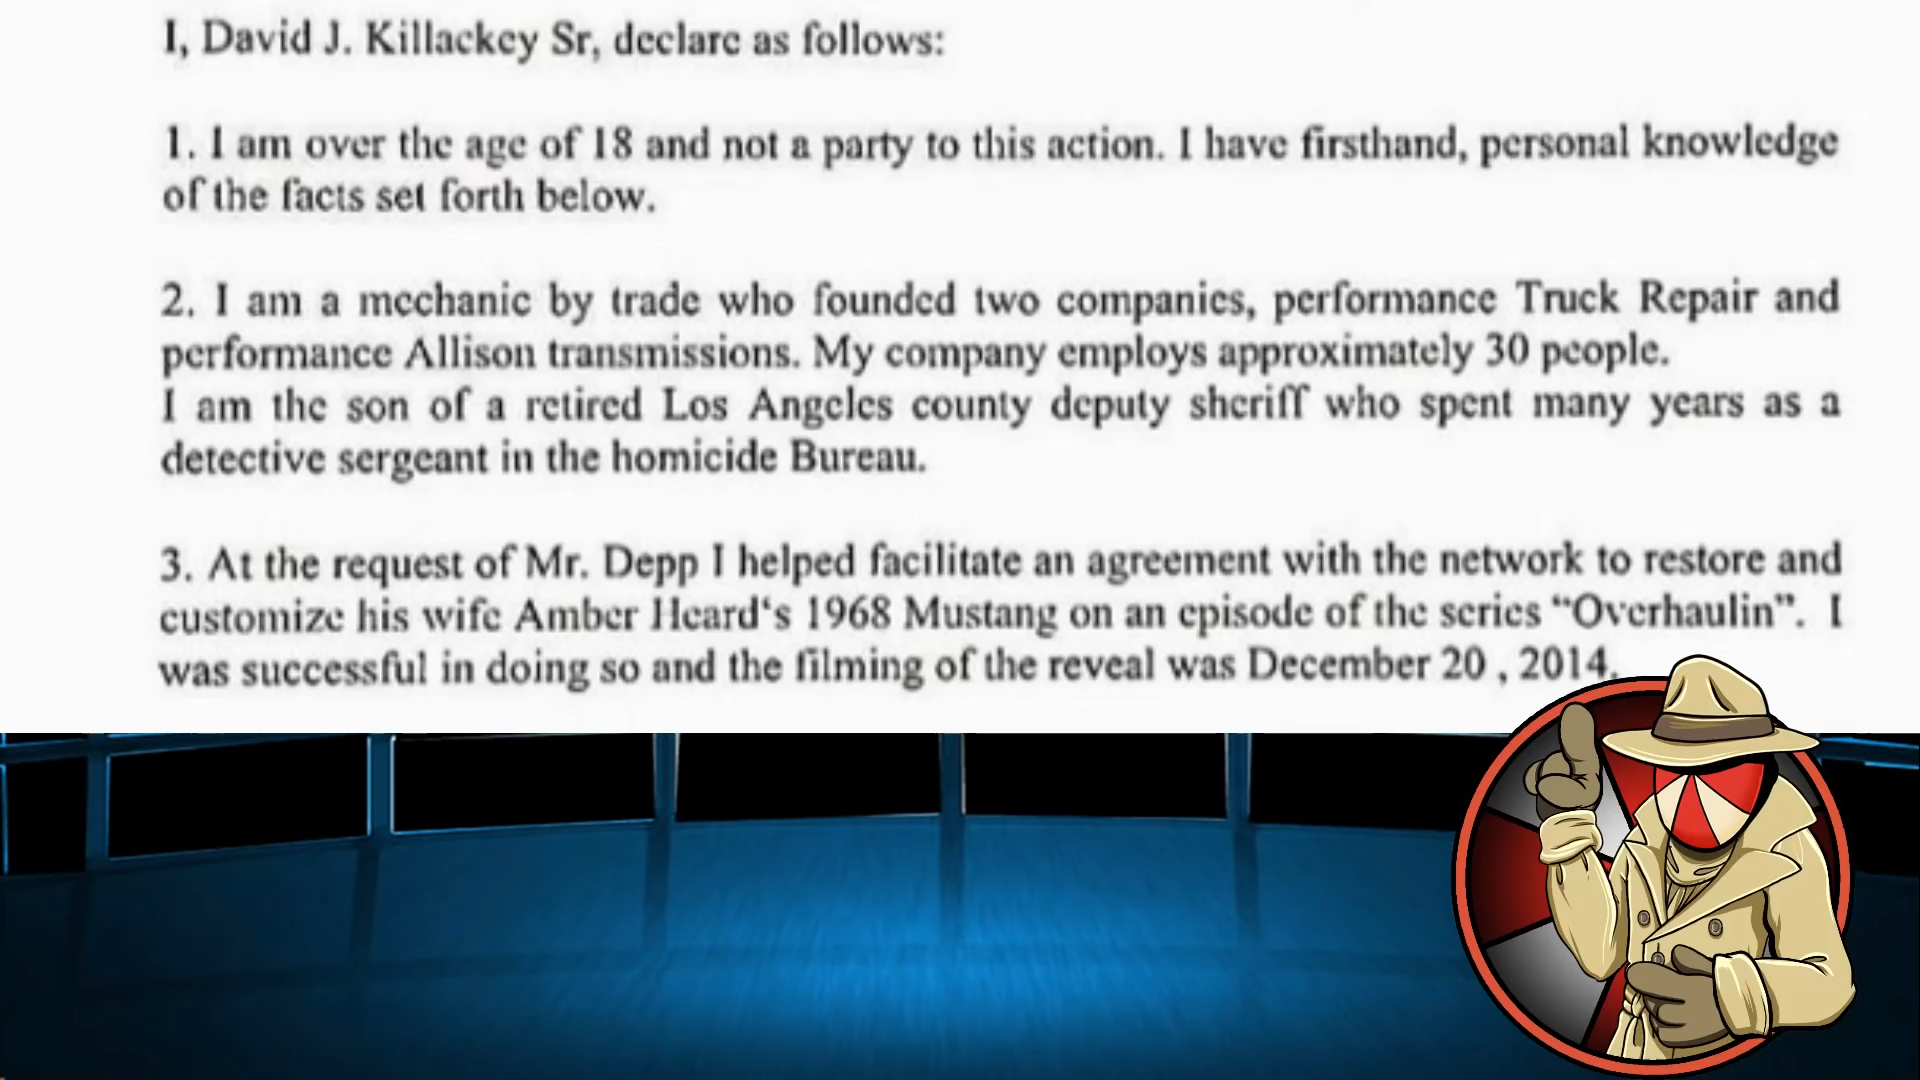 I, David J. Killackey Sr, declare as follows:
1. I am over the age of 18 and not a party to this action. I have firsthand, personal knowledge
of the facts set forth below.
2. I am a mechanic by trade who founded two companies, performance Truck Repair and
performance Allison transmissions. My company employs approximately 30 people.
I am the son of a retired Los Angeles county deputy sheriff who spent many years as a
detective sergeant in the homicide Bureau.
3. At the request of Mr. Depp I helped facilitate an agreement with the network to restore and
customize his wife Amber Heard‘s 1968 Mustang on an episode of the series “Overhaulin”. I
was successful in doing so and the filming of the reveal was December 20 , 2014.